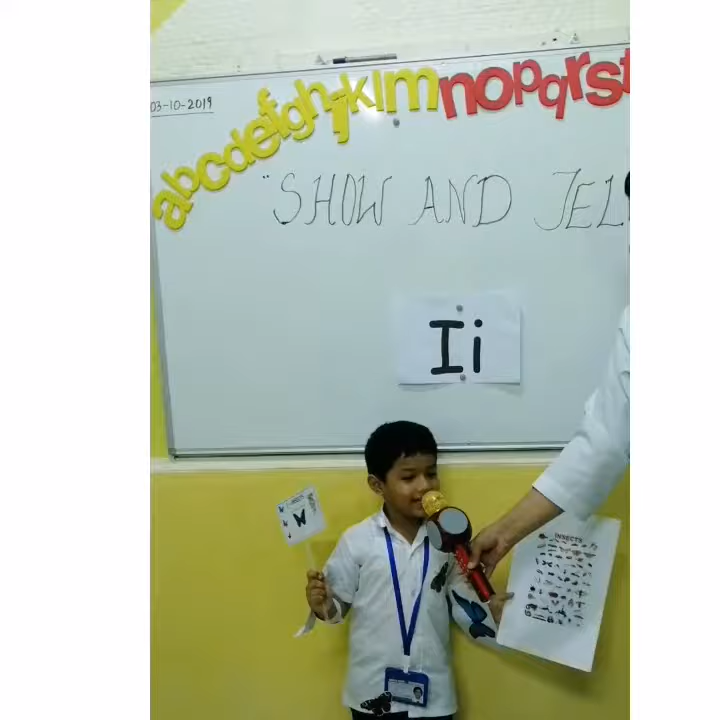 03-10-2019
abcdefghijklmnopqrst
"SHOW AND TEL
Ii
INSECTS